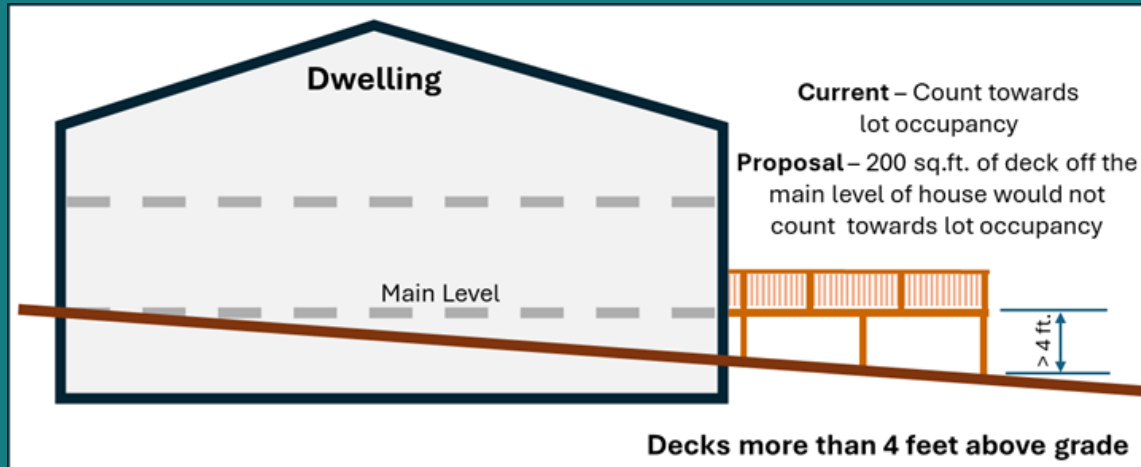 Dwelling
Current – Count towards
lot occupancy
Proposal – 200 sq.ft. of deck off the
main level of house would not
count towards lot occupancy
Main Level
> 4 ft.
Decks more than 4 feet above grade